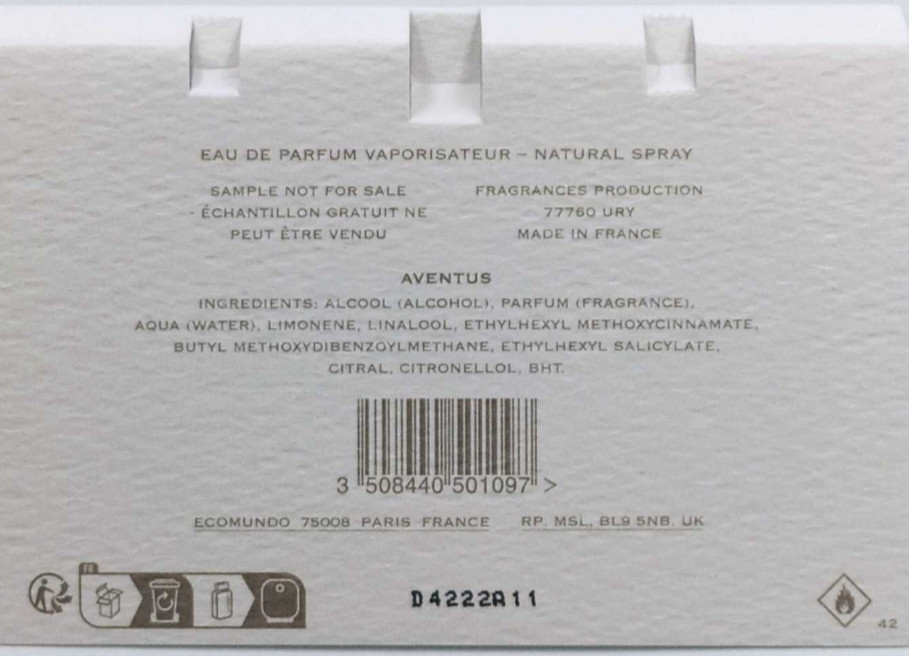 EAU DE PARFUM VAPORISATEUR – NATURAL SPRAY
SAMPLE NOT FOR SALE
- ÉCHANTILLON GRATUIT NE
PEUT ÊTRE VENDU
FRAGRANCES PRODUCTION
77760 URY
MADE IN FRANCE
AVENTUS
INGREDIENTS: ALCOOL (ALCOHOL), PARFUM (FRAGRANCE),
AQUA (WATER), LIMONENE, LINALOOL, ETHYLHEXYL METHOXYCINNAMATE,
BUTYL METHOXYDIBENZOYLMETHANE, ETHYLHEXYL SALICYLATE,
CITRAL, CITRONELLOL, BHT.
3 508440 501097 >
ECOMUNDO 75008 PARIS FRANCE RP. MSL, BL9 5NB. UK
FR
D4222A11
42